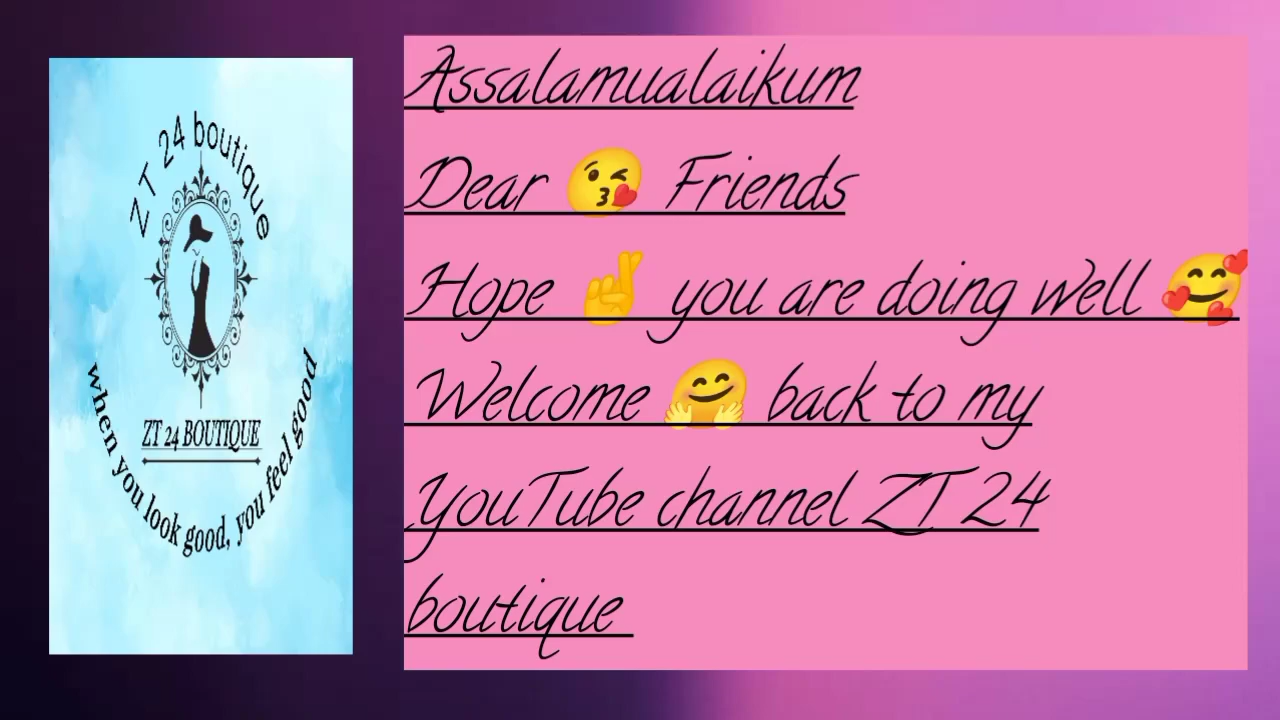 ZT 24 boutique
ZT 24 BOUTIQUE
when you look good, you feel good
Assalamualaikum
Dear 😘 Friends
Hope 🤞 you are doing well 🥰
Welcome 🤗 back to my
YouTube channel ZT 24
boutique